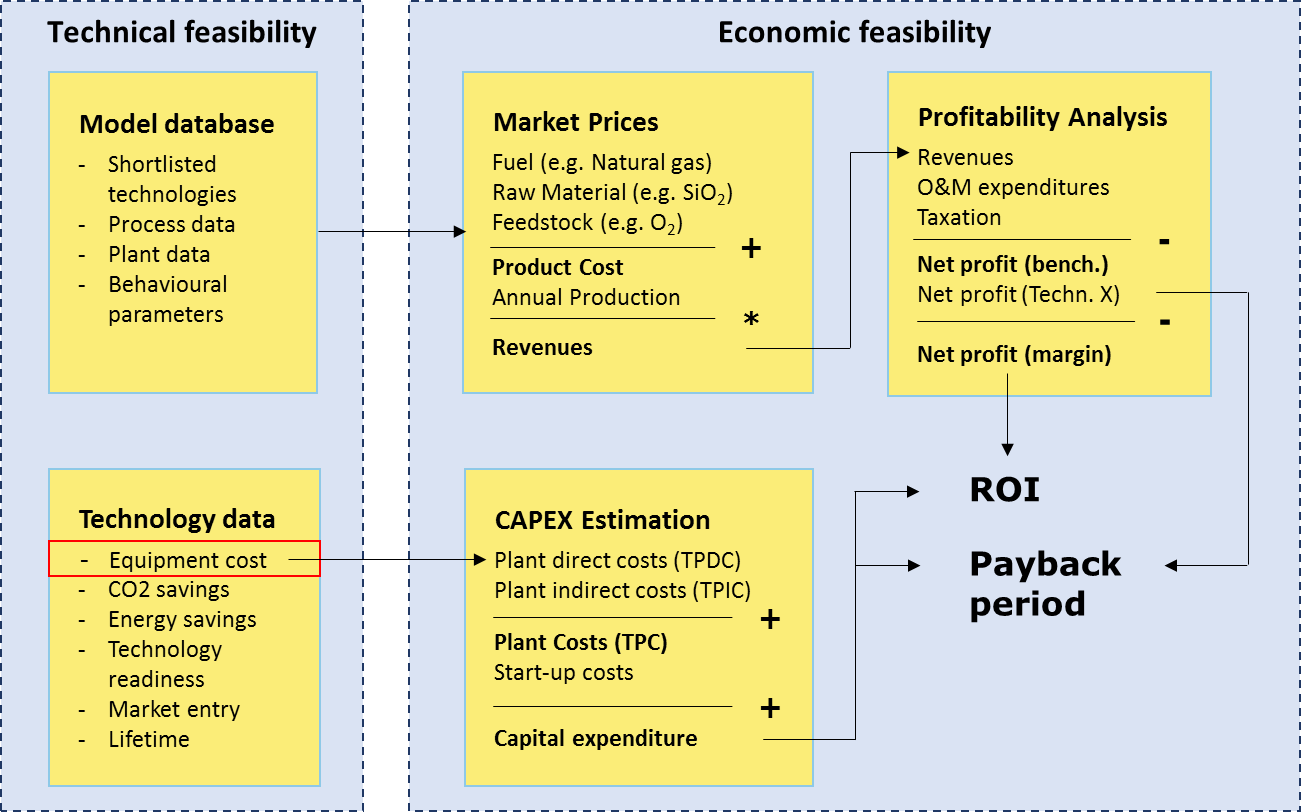 Technical feasibility
Model database
- Shortlisted
technologies
- Process data
- Plant data
- Behavioural
parameters
Technology data
- Equipment cost
- CO2 savings
- Energy savings
- Technology
readiness
- Market entry
- Lifetime
Economic feasibility
Market Prices
Fuel (e.g. Natural gas)
Raw Material (e.g. SiO₂)
Feedstock (e.g. O₂)
+
Product Cost
Annual Production
*
Revenues
Profitability Analysis
Revenues
O&M expenditures
Taxation
-
Net profit (bench.)
Net profit (Techn. X)
-
Net profit (margin)
CAPEX Estimation
Plant direct costs (TPDC)
Plant indirect costs (TPIC)
+
Plant Costs (TPC)
Start-up costs
+
Capital expenditure
ROI
Payback
period